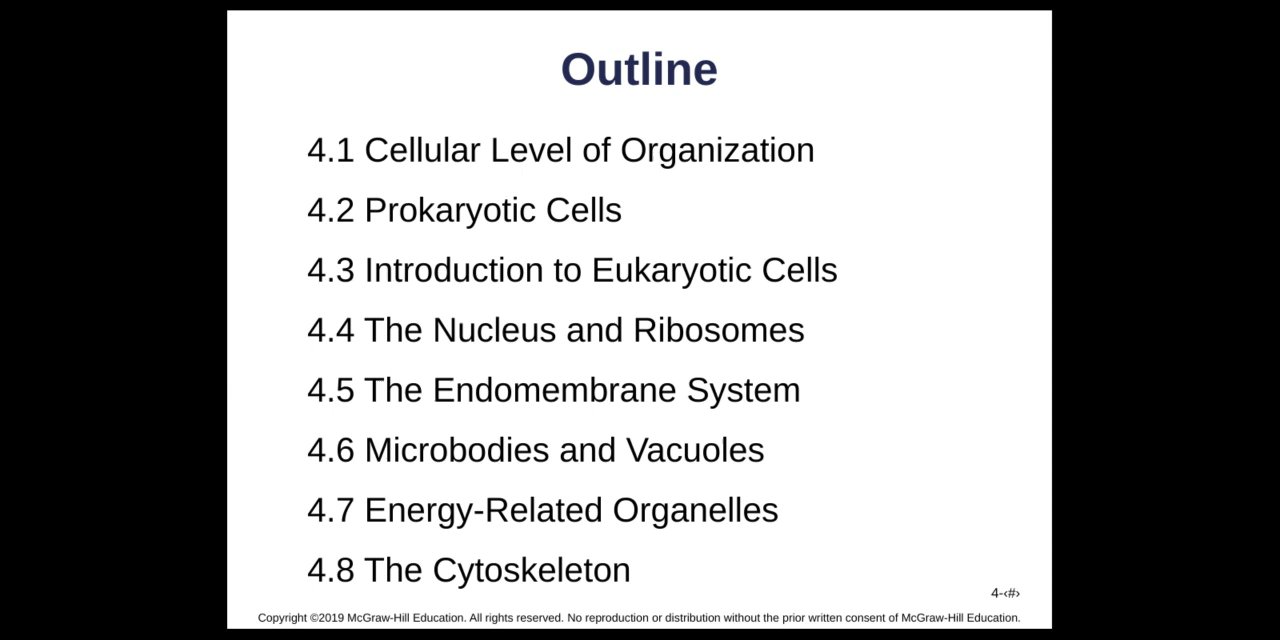 Outline
4.1 Cellular Level of Organization
4.2 Prokaryotic Cells
4.3 Introduction to Eukaryotic Cells
4.4 The Nucleus and Ribosomes
4.5 The Endomembrane System
4.6 Microbodies and Vacuoles
4.7 Energy-Related Organelles
4.8 The Cytoskeleton
4-‹#›
Copyright ©2019 McGraw-Hill Education. All rights reserved. No reproduction or distribution without the prior written consent of McGraw-Hill Education.